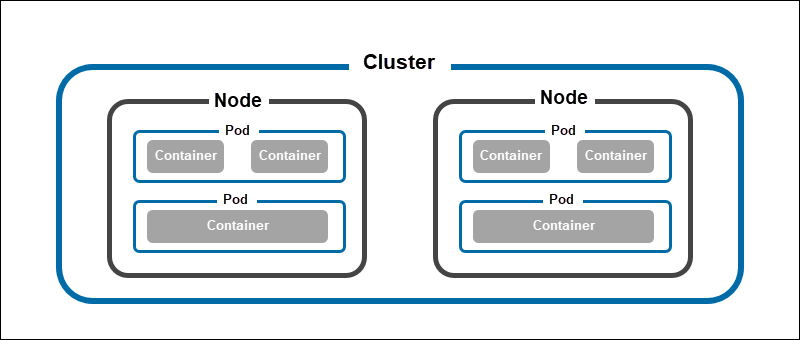 Cluster
Node
Pod
Container Container
Pod
Container
Node
Pod
Container Container
Pod
Container